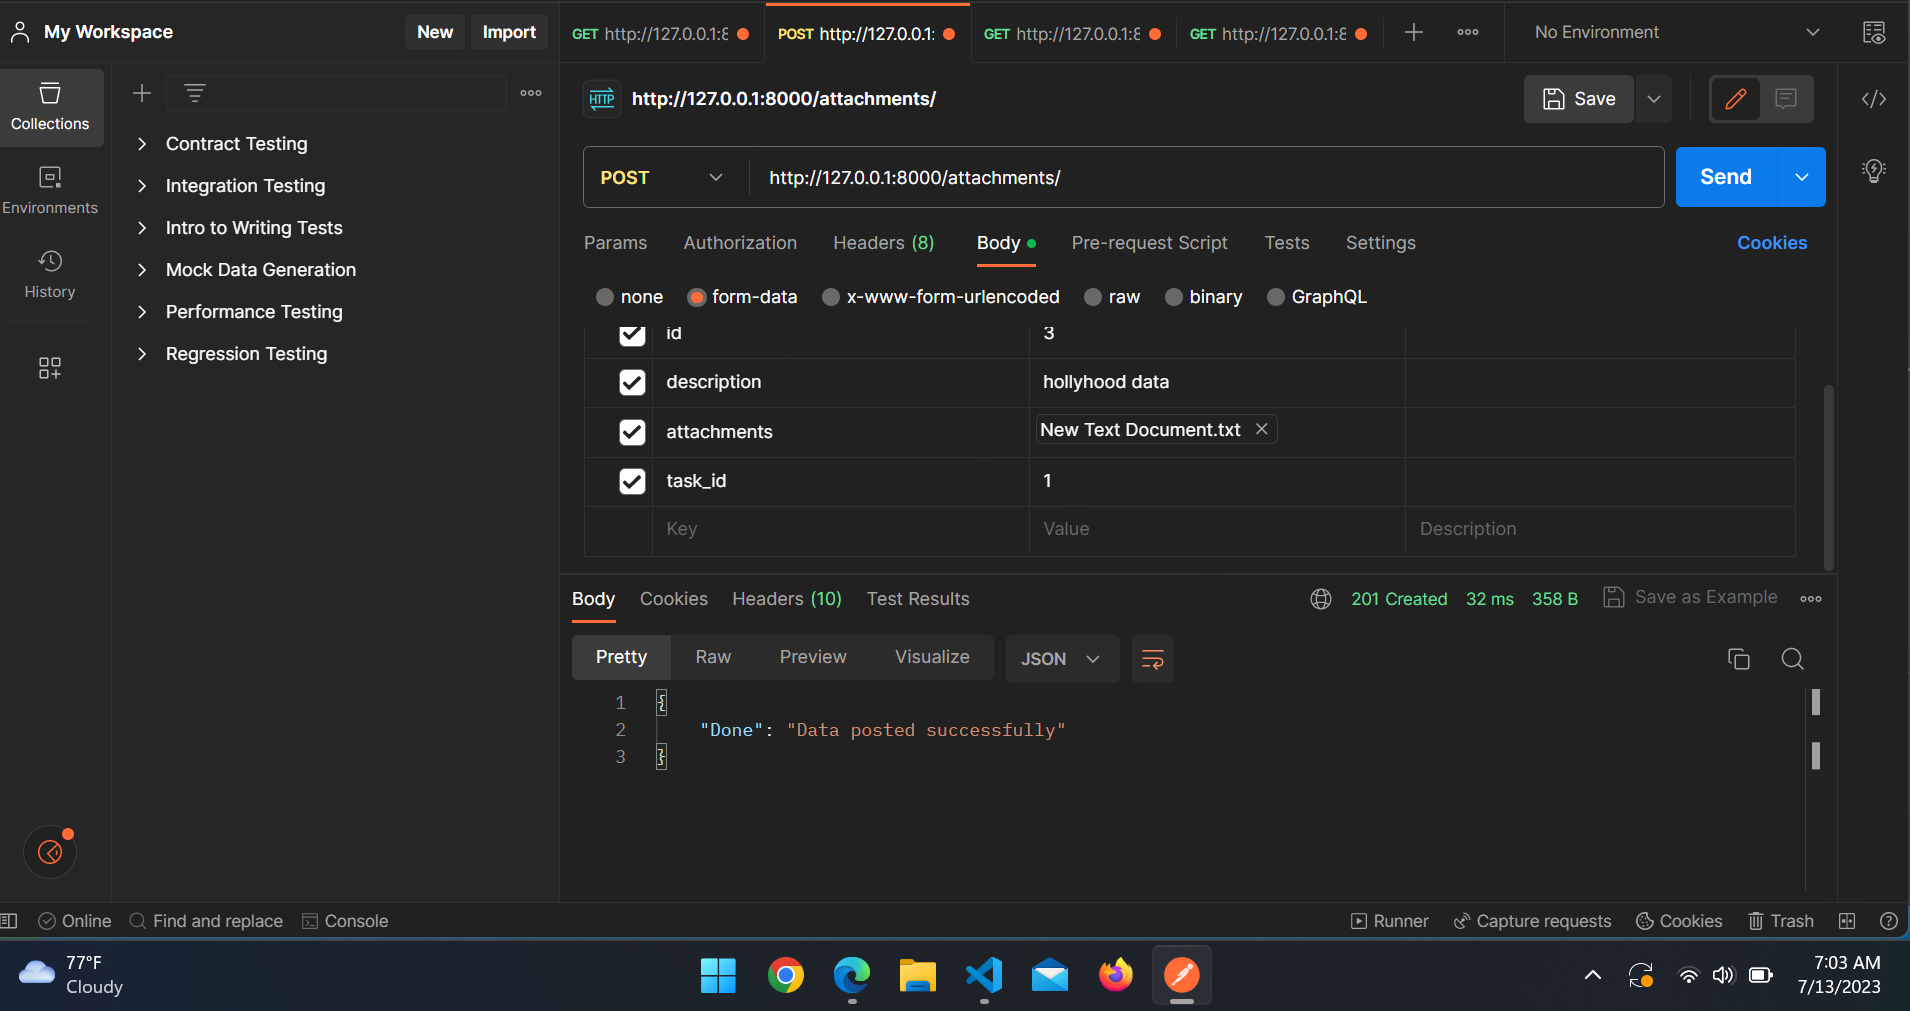 My Workspace
New
Import
GET http://127.0.0.1:8
POST http://127.0.0.1:
GET http://127.0.0.1:8
GET http://127.0.0.1:8
No Environment
Collections
Environments
History
Contract Testing
Integration Testing
Intro to Writing Tests
Mock Data Generation
Performance Testing
Regression Testing
HTTP
http://127.0.0.1:8000/attachments/
Save
POST
http://127.0.0.1:8000/attachments/
Send
Params Authorization Headers (8) Body Pre-request Script Tests Settings Cookies
none form-data x-www-form-urlencoded raw binary GraphQL
id 3
description hollyhood data
attachments New Text Document.txt
task_id 1
Key Value Description
Body Cookies Headers (10) Test Results 201 Created 32 ms 358 B Save as Example
Pretty Raw Preview Visualize JSON
1 {
2 "Done": "Data posted successfully"
3 }
Online Find and replace Console Runner Capture requests Cookies Trash
77°F
Cloudy
7:03 AM
7/13/2023